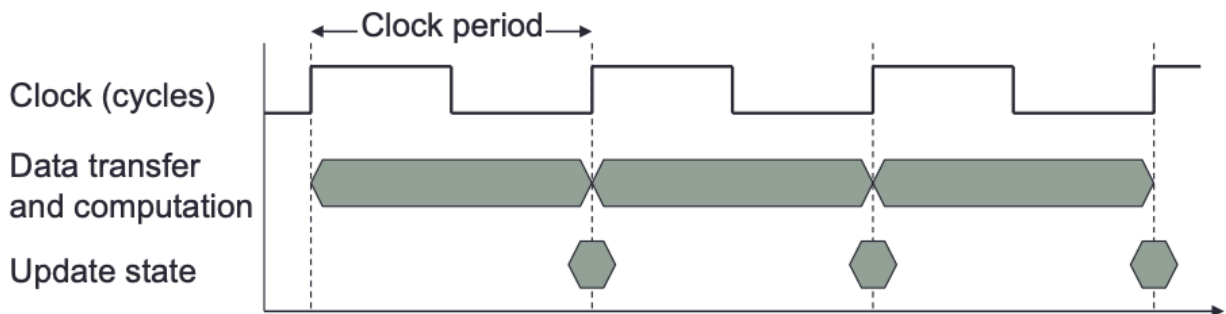 Clock period
Clock (cycles)
Data transfer
and computation
Update state